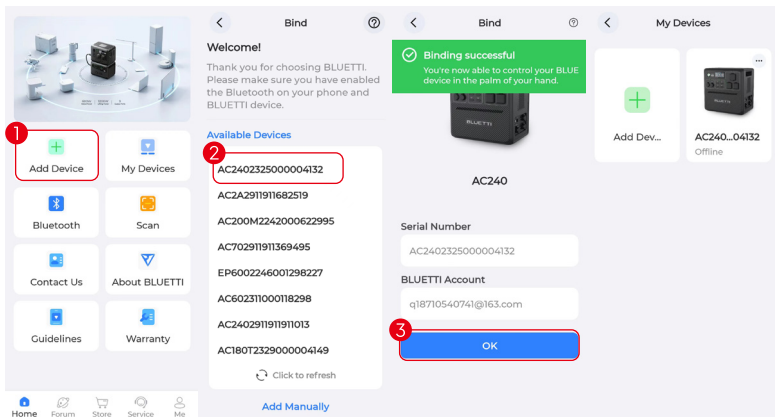 1
Add Device
My Devices
Bluetooth
Scan
Contact Us
About BLUETTI
Guidelines
Warranty
Home
Forum
Store
Service
Me
Bind
?
Welcome!
Thank you for choosing BLUETTI.
Please make sure you have enabled
the Bluetooth on your phone and
BLUETTI device.
Available Devices
2
AC2402325000004132
AC2A2911911682519
AC200M2242000622995
AC702911911369495
EP6002246001298227
AC602311000118298
AC2402911911911013
AC180T2329000004149
Click to refresh
Add Manually
Bind
?
Binding successful
You're now able to control your BLUE
device in the palm of your hand.
BLUETTI
AC240
Serial Number
AC2402325000004132
BLUETTI Account
q18710540741@163.com
3
OK
My Devices
Add Dev...
...
BLUETTI
AC240...04132
Offline